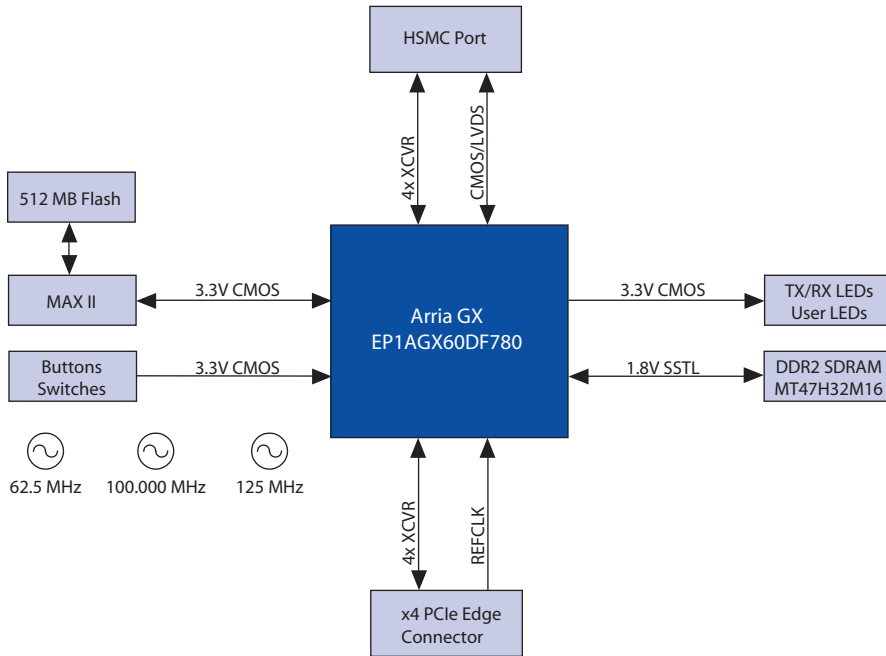 HSMC Port
4x XCVR
CMOS/LVDS
512 MB Flash
MAX II
3.3V CMOS
Arria GX
EP1AGX60DF780
3.3V CMOS
TX/RX LEDs
User LEDs
Buttons
Switches
3.3V CMOS
1.8V SSTL
DDR2 SDRAM
MT47H32M16
62.5 MHz
100.000 MHz
125 MHz
4x XCVR
REFCLK
x4 PCIe Edge
Connector